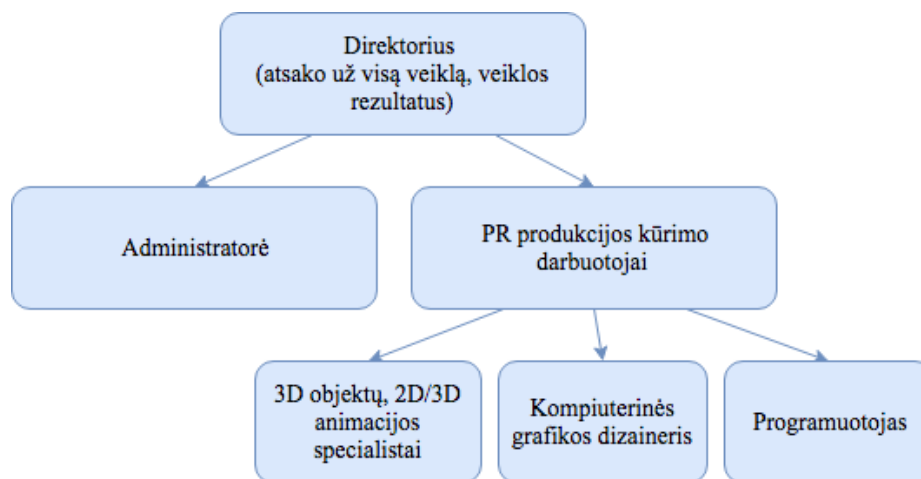 Direktorius
(atsako už visą veiklą, veiklos
rezultatus)
Administratorė
PR produkcijos kūrimo
darbuotojai
3D objektų, 2D/3D
animacijos
specialistai
Kompiuterinės
grafikos dizaineris
Programuotojas